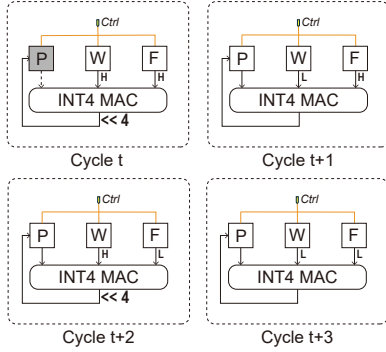 Ctrl
P W F
H H
INT4 MAC
<< 4
Cycle t
Ctrl
P W F
L H
INT4 MAC
Cycle t+1
Ctrl
P W F
H L
INT4 MAC
<< 4
Cycle t+2
Ctrl
P W F
L L
INT4 MAC
Cycle t+3